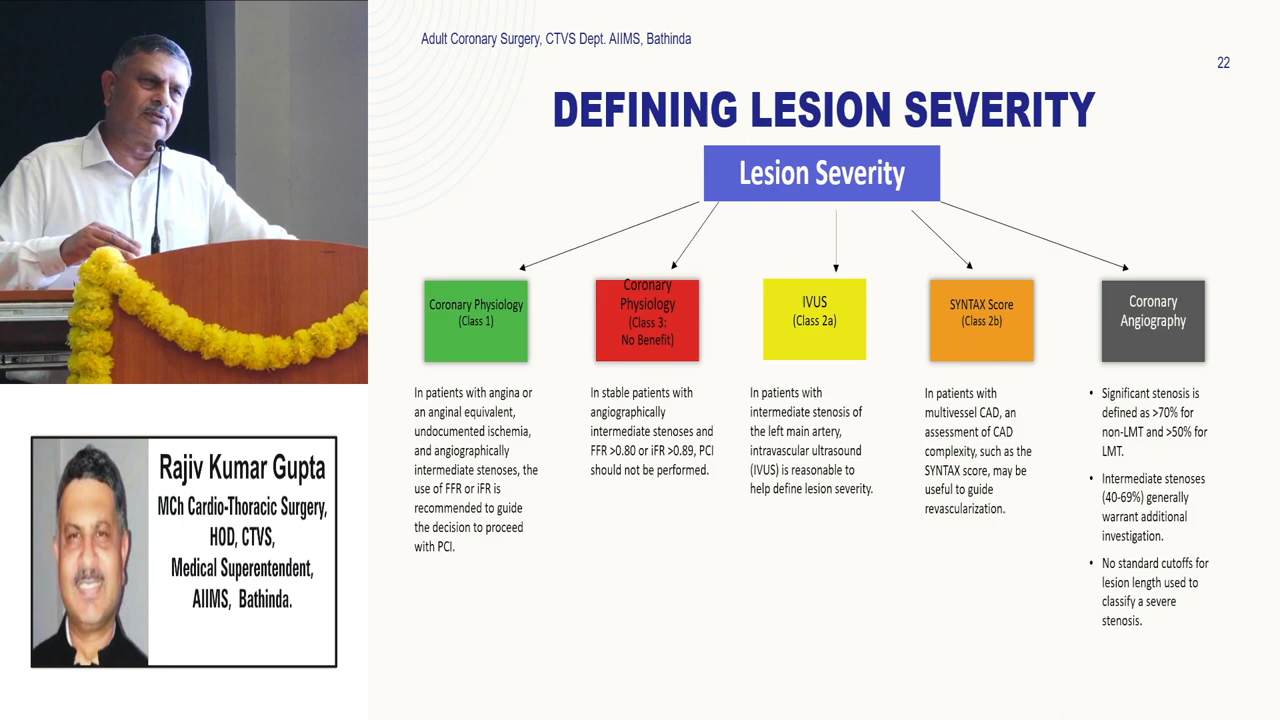 Adult Coronary Surgery, CTVS Dept. AIIMS, Bathinda
22
DEFINING LESION SEVERITY
Lesion Severity
Coronary Physiology
(Class 1)
In patients with angina or
an anginal equivalent,
undocumented ischemia,
and angiographically
intermediate stenoses, the
use of FFR or iFR is
recommended to guide
the decision to proceed
with PCI.
Coronary
Physiology
(Class 3:
No Benefit)
In stable patients with
angiographically
intermediate stenoses and
FFR >0.80 or iFR >0.89, PCI
should not be performed.
IVUS
(Class 2a)
In patients with
intermediate stenosis of
the left main artery,
intravascular ultrasound
(IVUS) is reasonable to
help define lesion severity.
SYNTAX Score
(Class 2b)
In patients with
multivessel CAD, an
assessment of CAD
complexity, such as the
SYNTAX score, may be
useful to guide
revascularization.
Coronary
Angiography
• Significant stenosis is
defined as >70% for
non-LMT and >50% for
LMT.
• Intermediate stenoses
(40-69%) generally
warrant additional
investigation.
• No standard cutoffs for
lesion length used to
classify a severe
stenosis.
Rajiv Kumar Gupta
MCh Cardio-Thoracic Surgery,
HOD, CTVS,
Medical Superentendent,
AIIMS, Bathinda.